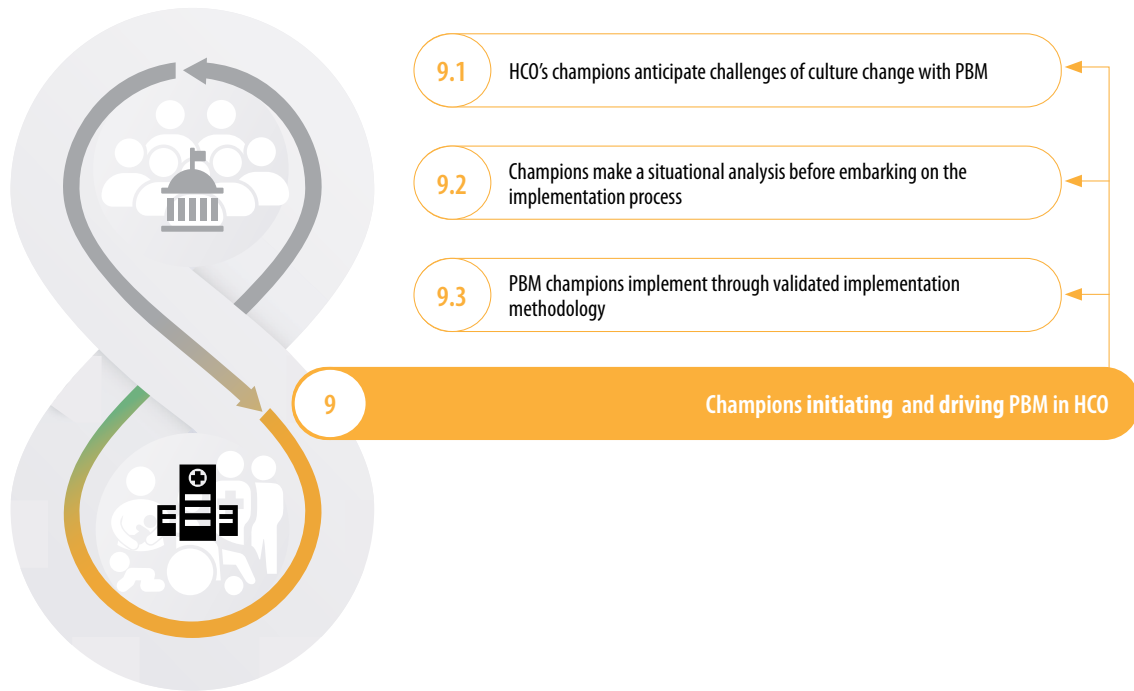 9.1
HCO's champions anticipate challenges of culture change with PBM
9.2
Champions make a situational analysis before embarking on the
implementation process
9.3
PBM champions implement through validated implementation
methodology
9
Champions initiating and driving PBM in HCO